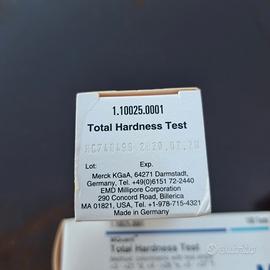 1.10025.0001
Total Hardness Test
Lot:
Exp.
Merck KGaA, 64271 Darmstadt,
Germany, Tel. +49(0)6151 72-2440
EMD Millipore Corporation
290 Concord Road, Billerica
MA 01821, USA, Tel. +1-978-715-4321
Made in Germany
Total Hardness Test